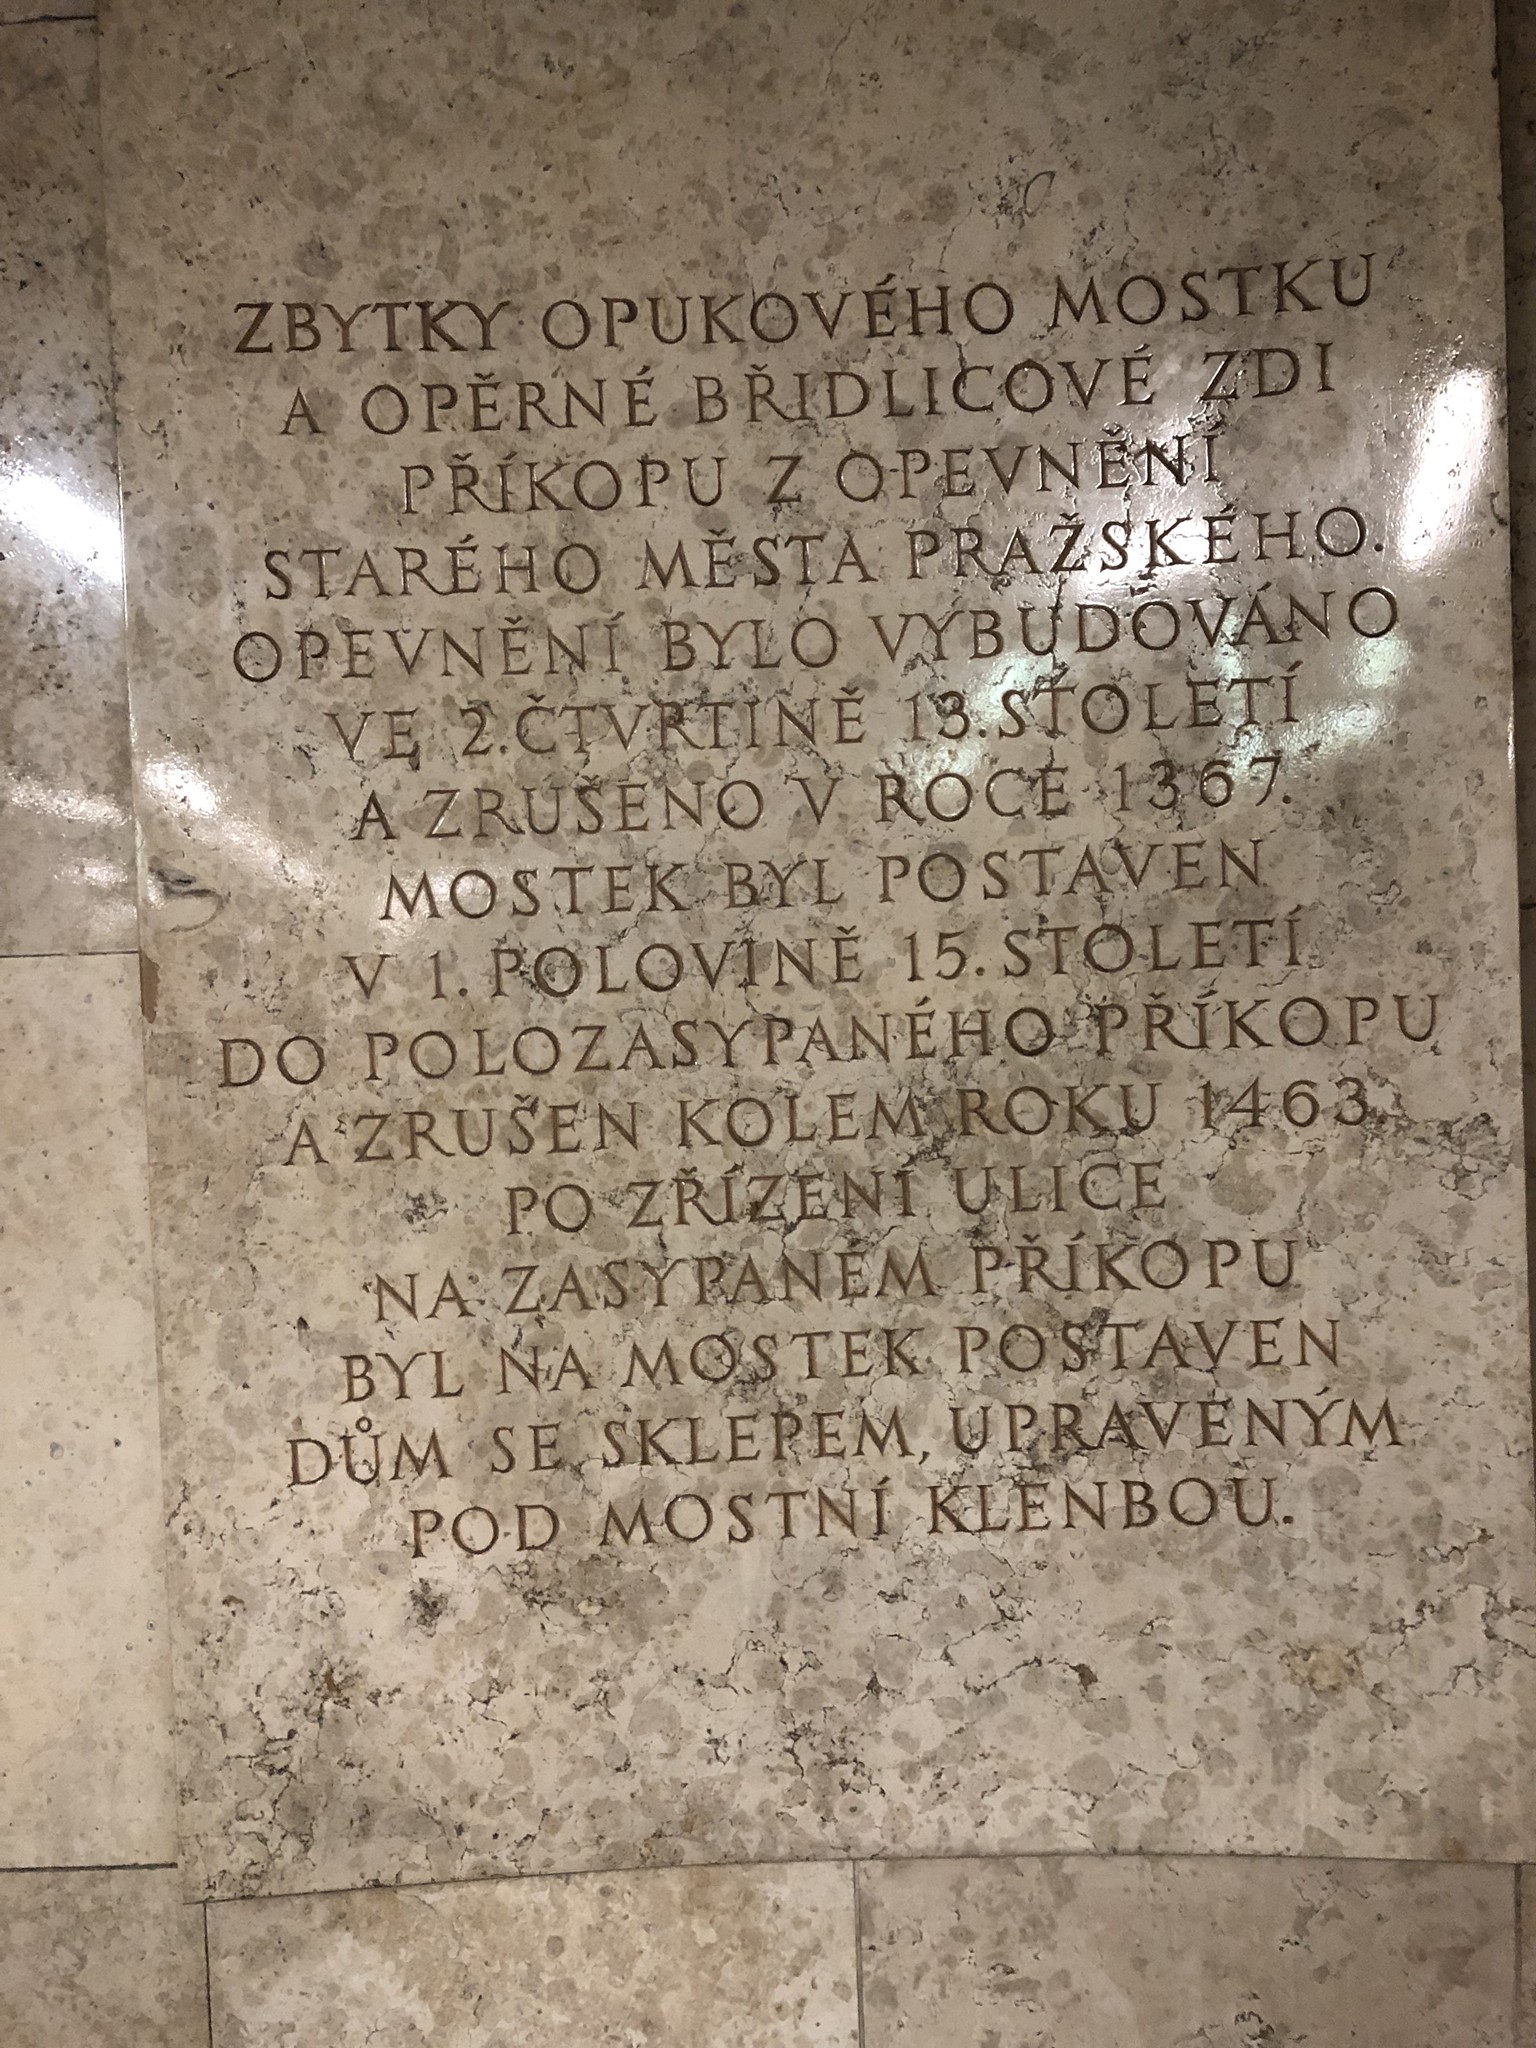 ZBYTKY OPUKOVÉHO MOSTKU
A OPĚRNÉ BŘIDLICOVÉ ZDI
PŘÍKOPU Z OPEVNĚNÍ
STARÉHO MĚSTA PRAŽSKÉHO.
OPEVNĚNÍ BYLO VYBUDOVÁNO
VE 2.ČTVRTINĚ 13.STOLETÍ
A ZRUŠENO V ROCE 1367.
MOSTEK BYL POSTAVEN
V 1. POLOVINĚ 15. STOLETÍ
DO POLOZASYPANÉHO PŘÍKOPU
A ZRUŠEN KOLEM ROKU 1463.
PO ZŘÍZENÍ ULICE
NA ZASYPANÉM PŘÍKOPU
BYL NA MOSTEK POSTAVEN
DŮM SE SKLEPEM, UPRAVENÝM
POD MOSTNÍ KLENBOU.